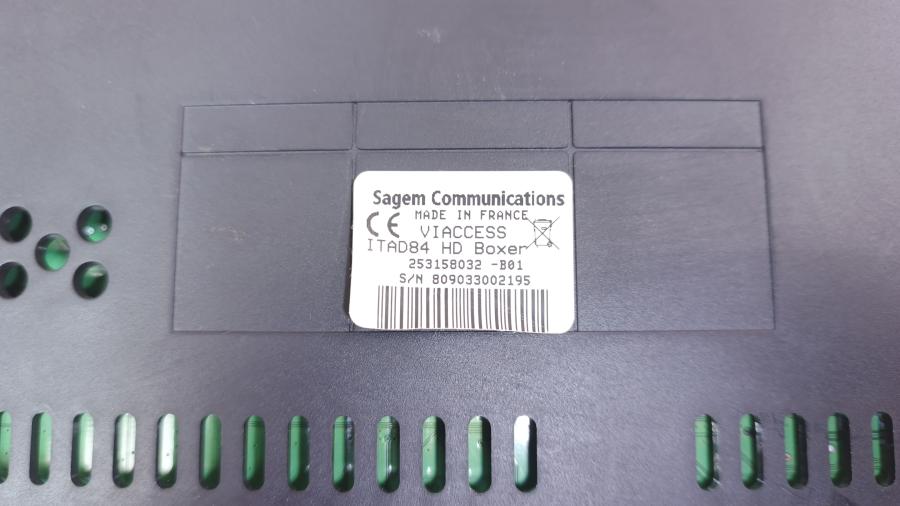 Sagem Communications
CE MADE IN FRANCE
VIACCESS
ITAD84 HD Boxer
253158032 -B01
S/N 809033002195